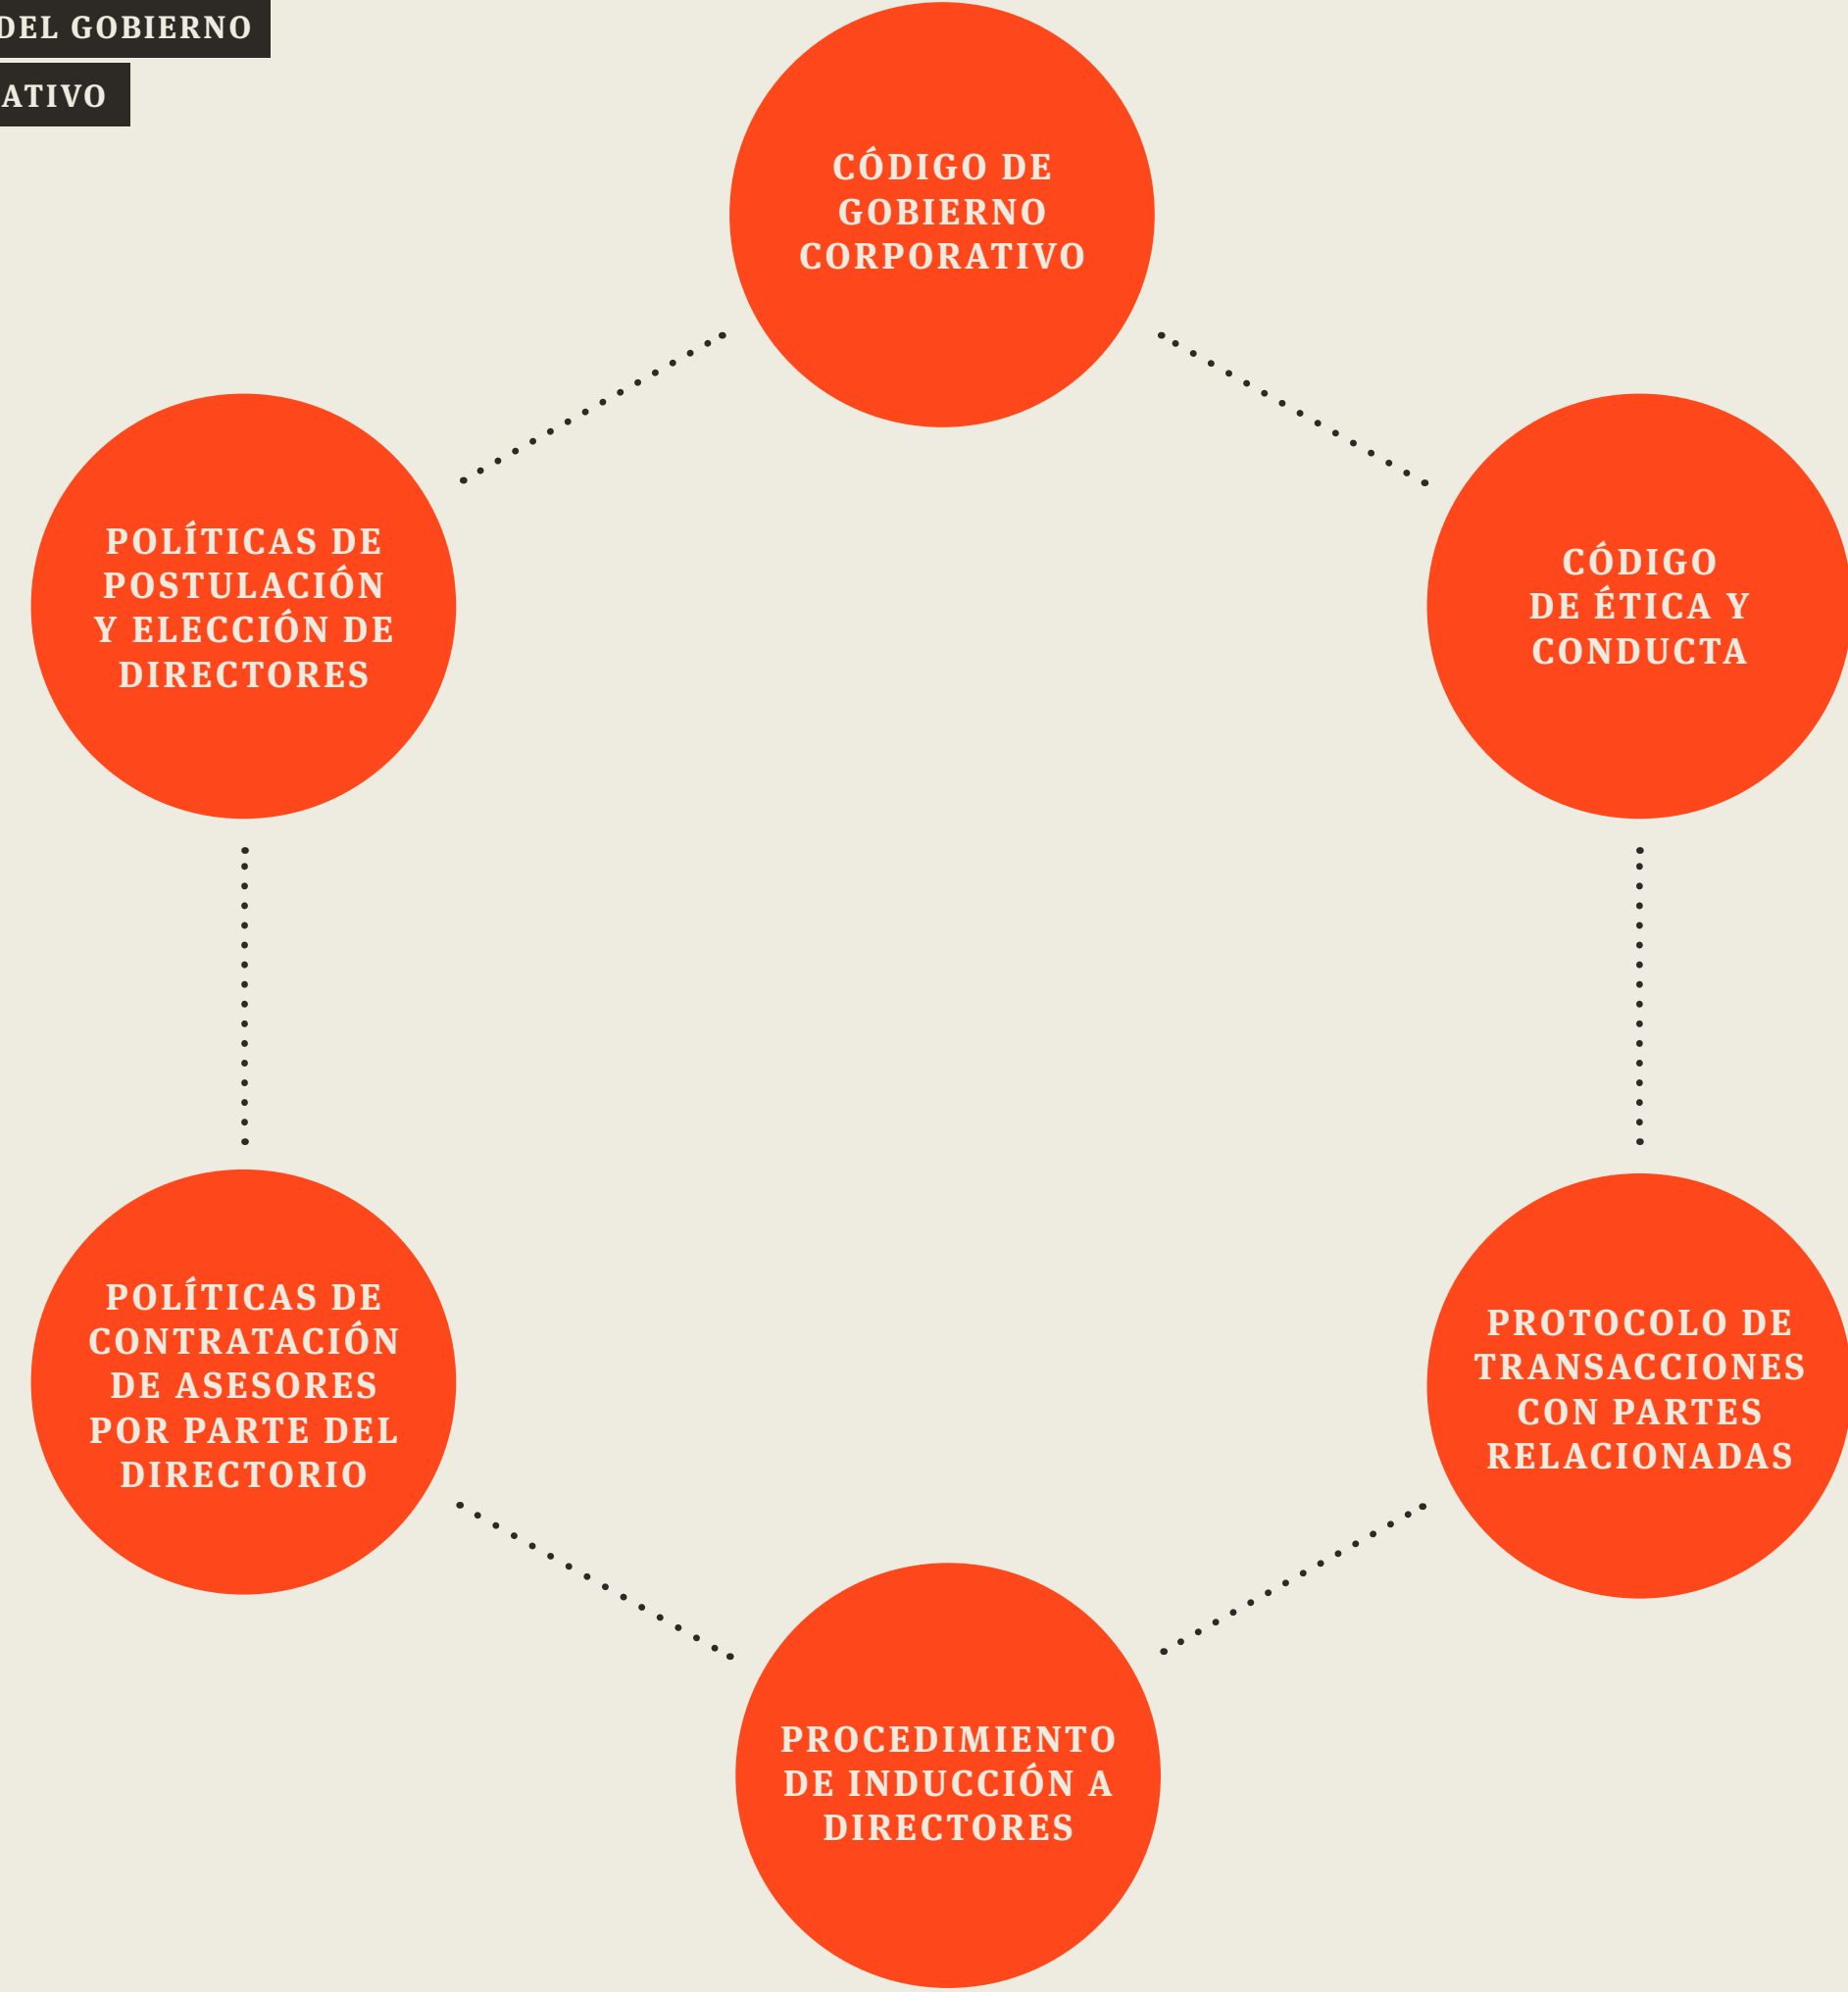 DEL GOBIERNO
CÓDIGO DE
GOBIERNO
CORPORATIVO
POLÍTICAS DE
POSTULACIÓN
Y ELECCIÓN DE
DIRECTORES
CÓDIGO
DE ÉTICA Y
CONDUCTA
POLÍTICAS DE
CONTRATACIÓN
DE ASESORES
POR PARTE DEL
DIRECTORIO
PROTOCOLO DE
TRANSACCIONES
CON PARTES
RELACIONADAS
PROCEDIMIENTO
DE INDUCCIÓN A
DIRECTORES